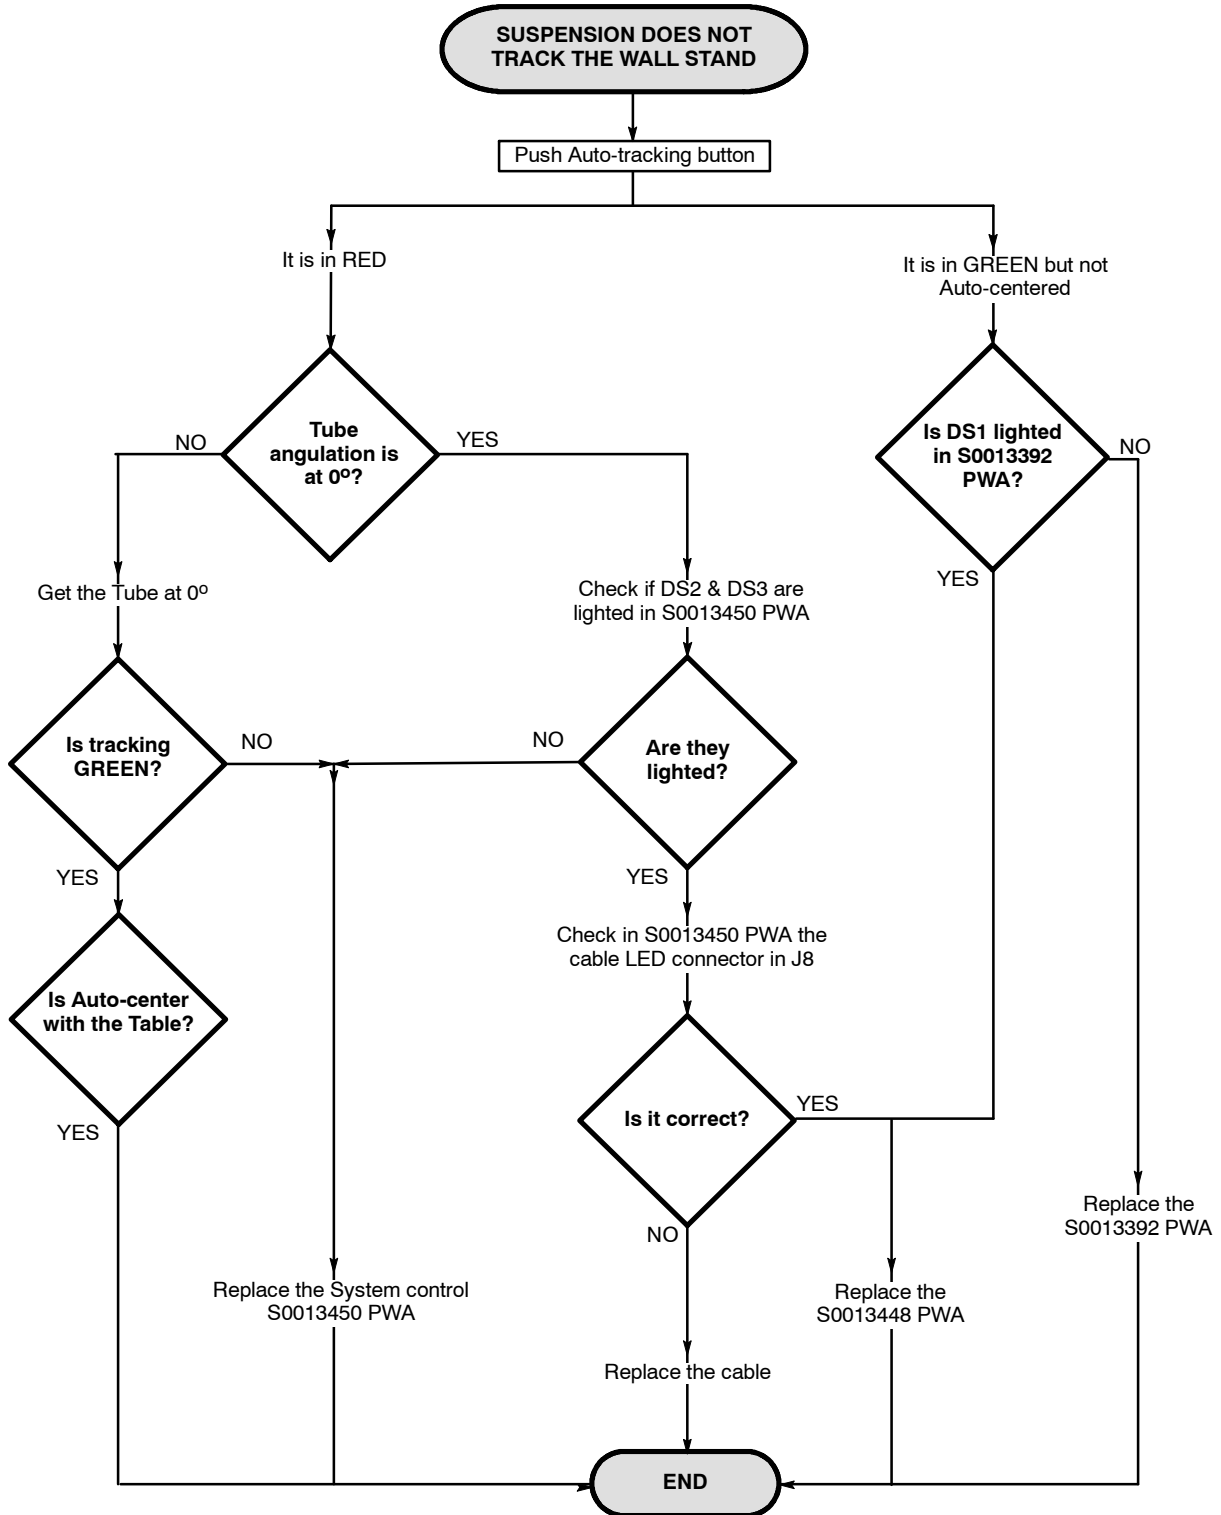 SUSPENSION DOES NOT
TRACK THE WALL STAND
Push Auto-tracking button
It is in RED
It is in GREEN but not
Auto-centered
Tube
angulation is
at 0º?
NO
YES
Is DS1 lighted
in S0013392
PWA?
NO
YES
Get the Tube at 0º
Check if DS2 & DS3 are
lighted in S0013450 PWA
Is tracking
GREEN?
NO
YES
Are they
lighted?
NO
YES
Check in S0013450 PWA the
cable LED connector in J8
Is Auto-center
with the Table?
YES
Is it correct?
YES
NO
Replace the
S0013392 PWA
Replace the System control
S0013450 PWA
Replace the
S0013448 PWA
Replace the cable
END